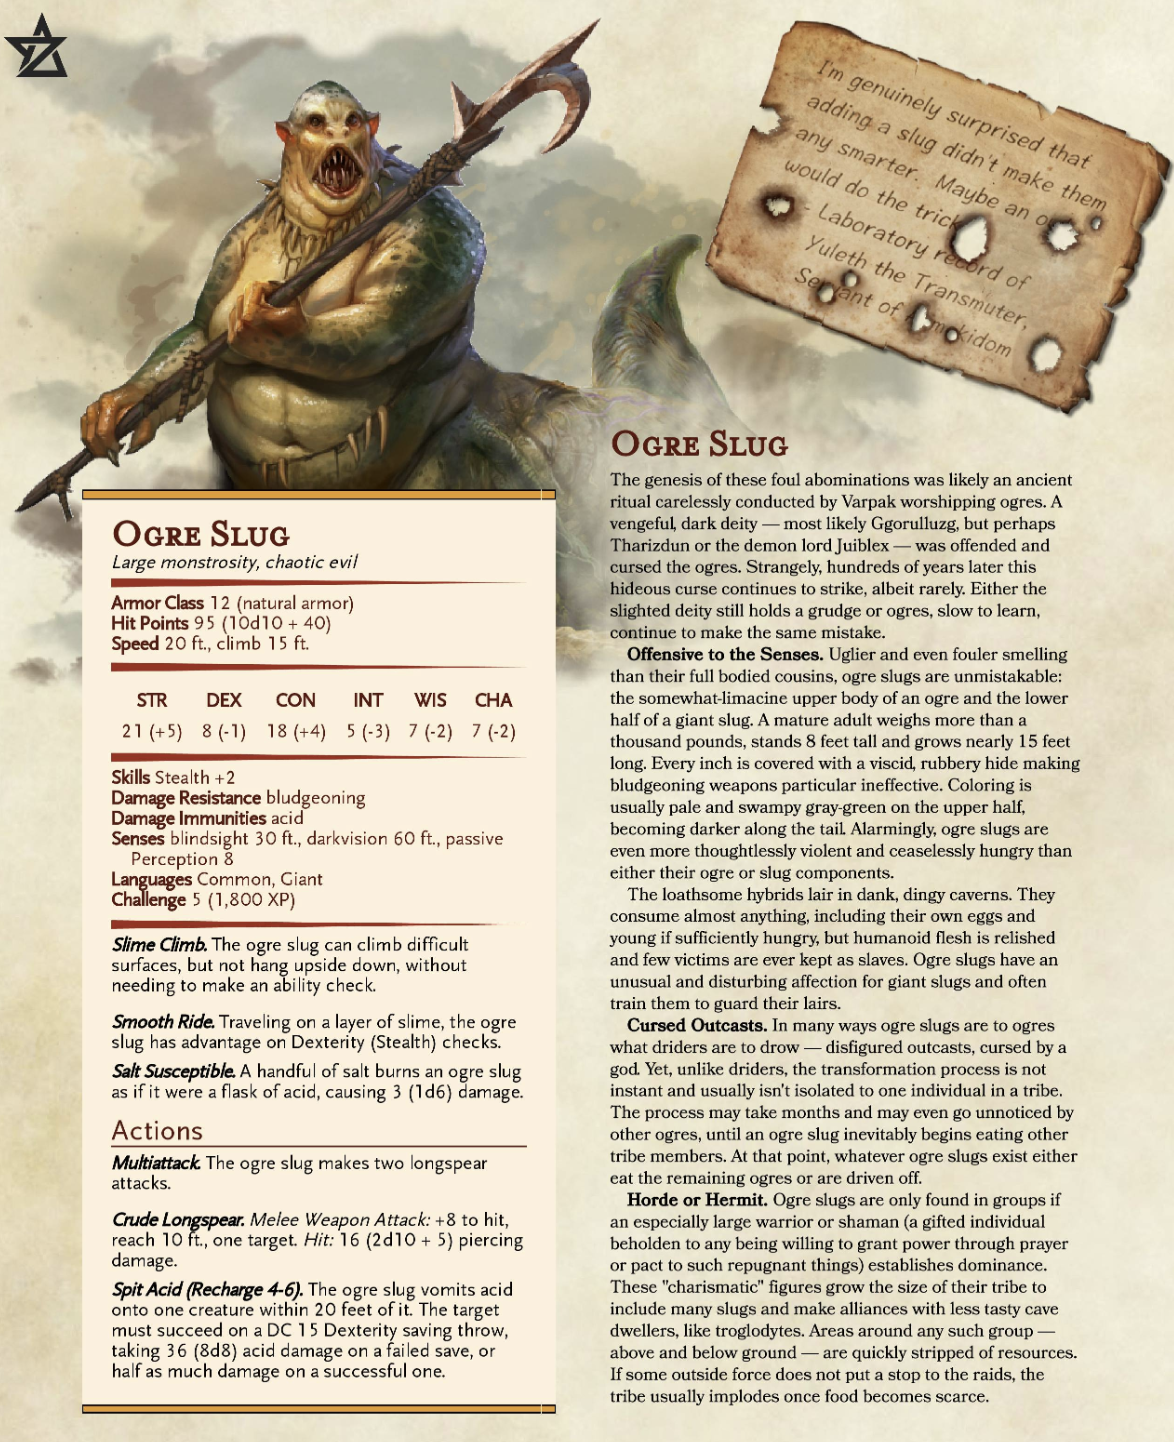 I'm genuinely surprised that
adding a slug didn't make them
any smarter. Maybe an
would do the trick
- Laboratory record of
Yuleth the Transmuter,
Servant of
OGRE SLUG
Large monstrosity, chaotic evil
Armor Class 12 (natural armor)
Hit Points 95 (10d10 + 40)
Speed 20 ft., climb 15 ft.
STR DEX CON INT WIS CHA
21 (+5) 8 (-1) 18 (+4) 5 (-3) 7 (-2) 7 (-2)
Skills Stealth +2
Damage Resistance bludgeoning
Damage Immunities acid
Senses blindsight 30 ft., darkvision 60 ft., passive
Perception 8
Languages Common, Giant
Challenge 5 (1,800 XP)
Slime Climb. The ogre slug can climb difficult
surfaces, but not hang upside down, without
needing to make an ability check.
Smooth Ride. Traveling on a layer of slime, the ogre
slug has advantage on Dexterity (Stealth) checks.
Salt Susceptible. A handful of salt burns an ogre slug
as if it were a flask of acid, causing 3 (1d6) damage.
Actions
Multiattack. The ogre slug makes two longspear
attacks.
Crude Longspear. Melee Weapon Attack: +8 to hit,
reach 10 ft., one target. Hit: 16 (2d10 + 5) piercing
damage.
Spit Acid (Recharge 4-6). The ogre slug vomits acid
onto one creature within 20 feet of it. The target
must succeed on a DC 15 Dexterity saving throw,
taking 36 (8d8) acid damage on a failed save, or
half as much damage on a successful one.
OGRE SLUG
The genesis of these foul abominations was likely an ancient
ritual carelessly conducted by Varpak worshipping ogres. A
vengeful, dark deity — most likely Ggorulluzg, but perhaps
Tharizdun or the demon lord Juiblex — was offended and
cursed the ogres. Strangely, hundreds of years later this
hideous curse continues to strike, albeit rarely. Either the
slighted deity still holds a grudge or ogres, slow to learn,
continue to make the same mistake.
Offensive to the Senses. Uglier and even fouler smelling
than their full bodied cousins, ogre slugs are unmistakable:
the somewhat-limacine upper body of an ogre and the lower
half of a giant slug. A mature adult weighs more than a
thousand pounds, stands 8 feet tall and grows nearly 15 feet
long. Every inch is covered with a viscid, rubbery hide making
bludgeoning weapons particular ineffective. Coloring is
usually pale and swampy gray-green on the upper half,
becoming darker along the tail. Alarmingly, ogre slugs are
even more thoughtlessly violent and ceaselessly hungry than
either their ogre or slug components.
The loathsome hybrids lair in dank, dingy caverns. They
consume almost anything, including their own eggs and
young if sufficiently hungry, but humanoid flesh is relished
and few victims are ever kept as slaves. Ogre slugs have an
unusual and disturbing affection for giant slugs and often
train them to guard their lairs.
Cursed Outcasts. In many ways ogre slugs are to ogres
what driders are to drow — disfigured outcasts, cursed by a
god. Yet, unlike driders, the transformation process is not
instant and usually isn't isolated to one individual in a tribe.
The process may take months and may even go unnoticed by
other ogres, until an ogre slug inevitably begins eating other
tribe members. At that point, whatever ogre slugs exist either
eat the remaining ogres or are driven off.
Horde or Hermit. Ogre slugs are only found in groups if
an especially large warrior or shaman (a gifted individual
beholden to any being willing to grant power through prayer
or pact to such repugnant things) establishes dominance.
These "charismatic" figures grow the size of their tribe to
include many slugs and make alliances with less tasty cave
dwellers, like troglodytes. Areas around any such group —
above and below ground — are quickly stripped of resources.
If some outside force does not put a stop to the raids, the
tribe usually implodes once food becomes scarce.